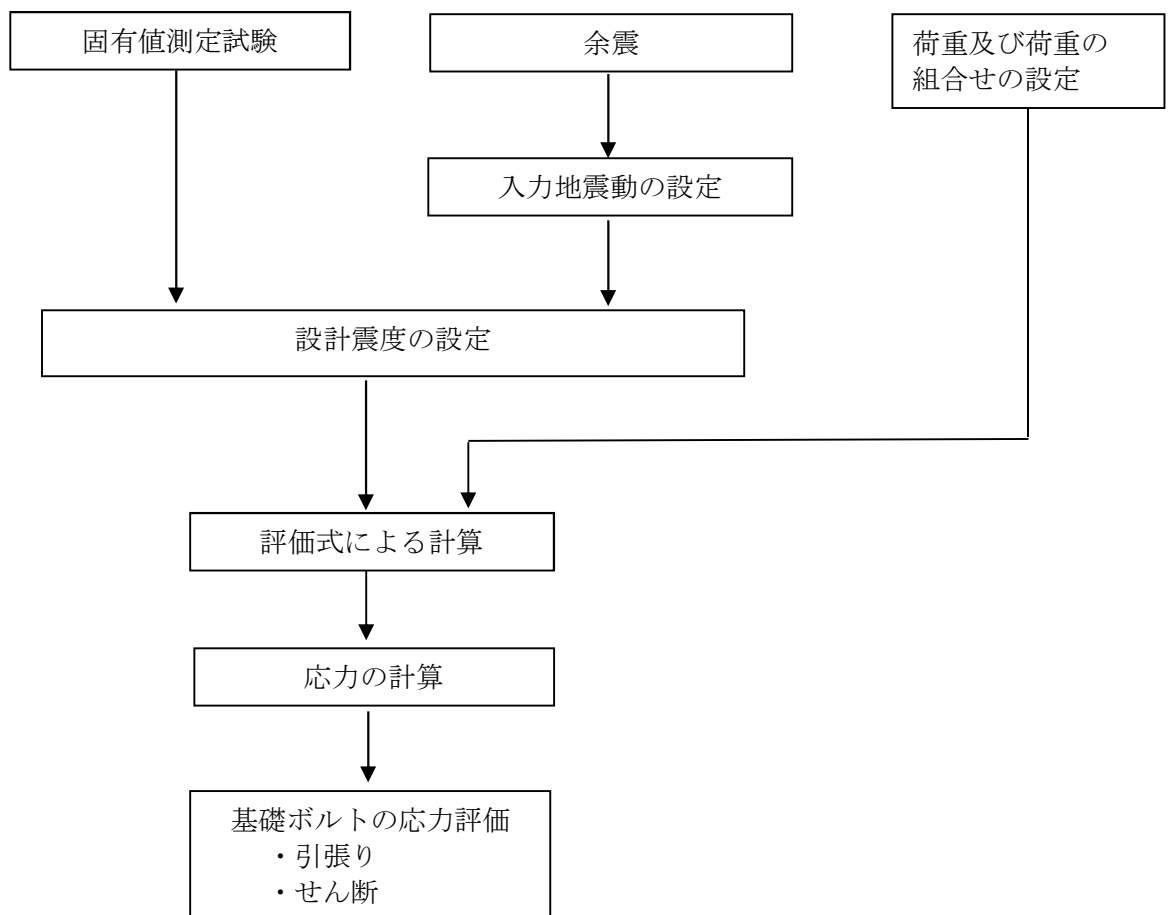 固有値測定試験
余震
荷重及び荷重の
組合せの設定
入力地震動の設定
設計震度の設定
評価式による計算
応力の計算
基礎ボルトの応力評価
・引張り
・せん断